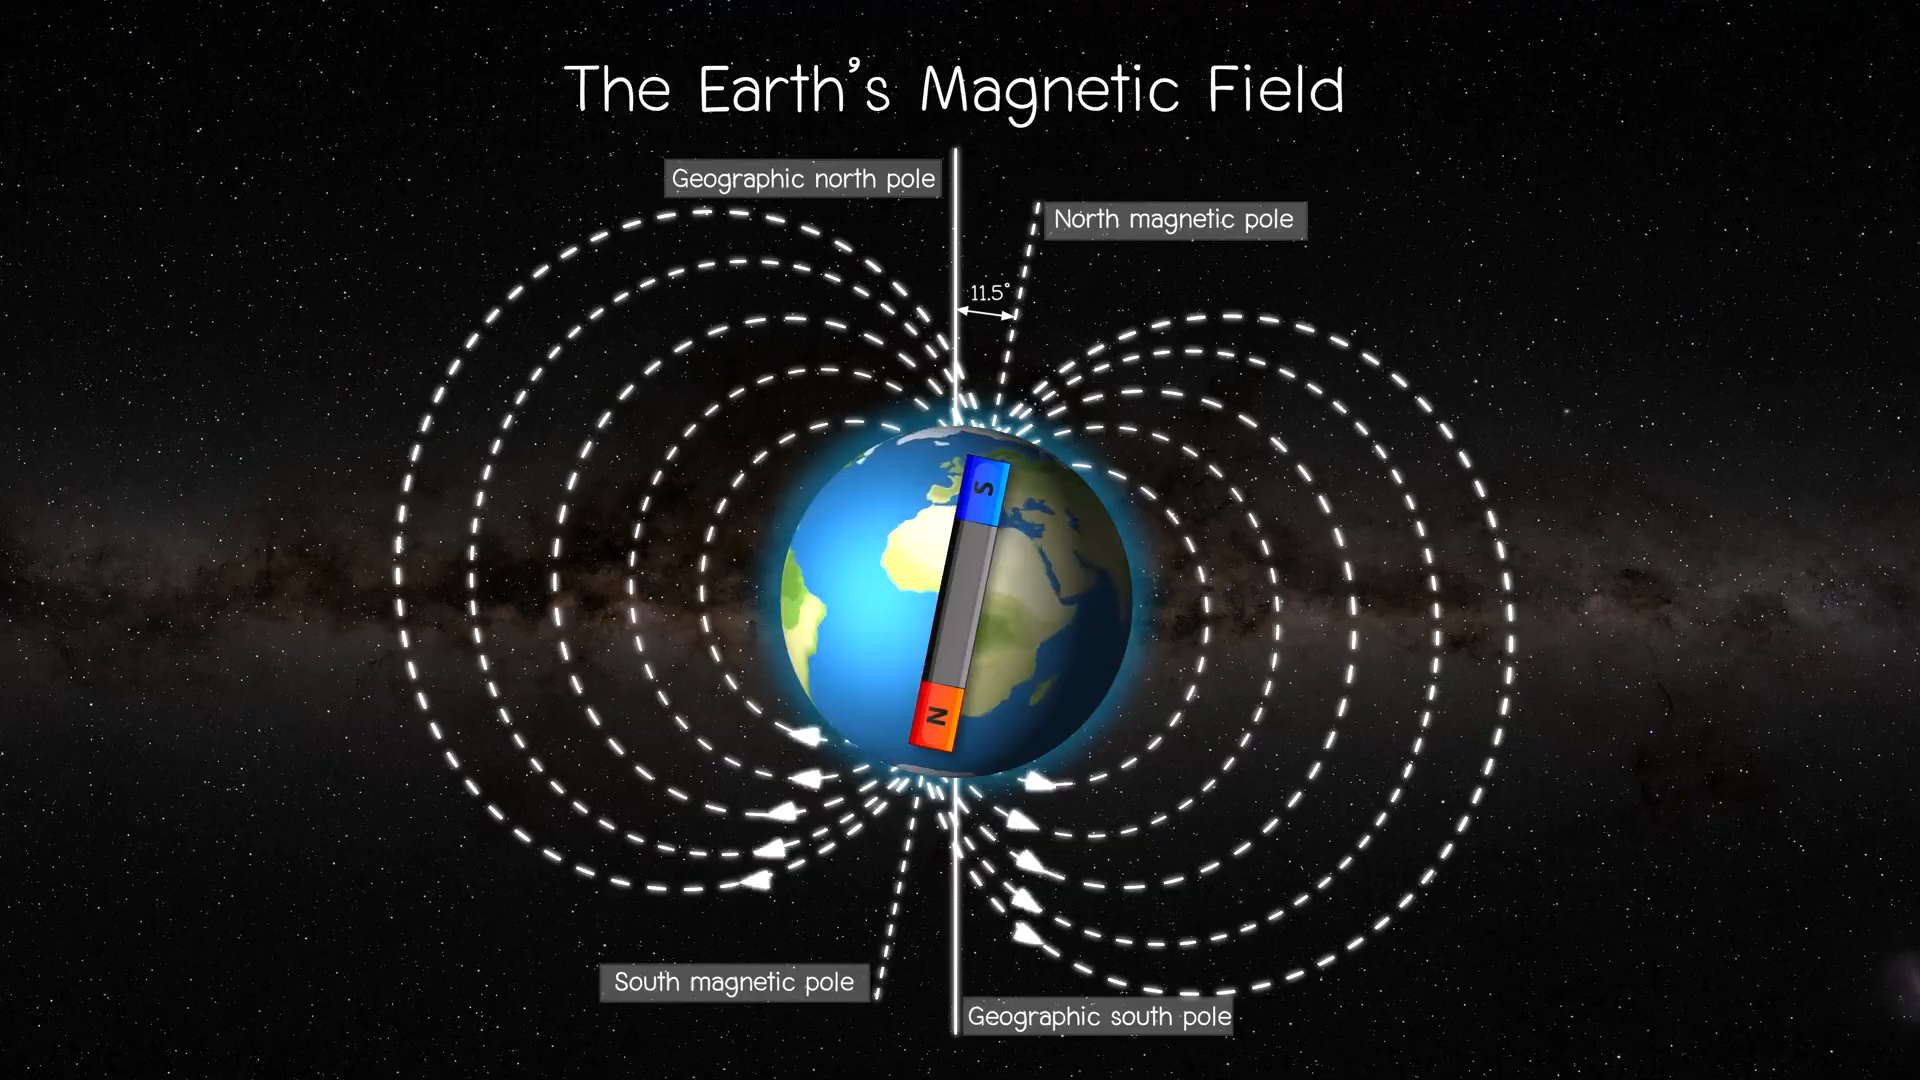 The Earth's Magnetic Field
Geographic north pole
North magnetic pole
11.5°
S
N
South magnetic pole
Geographic south pole